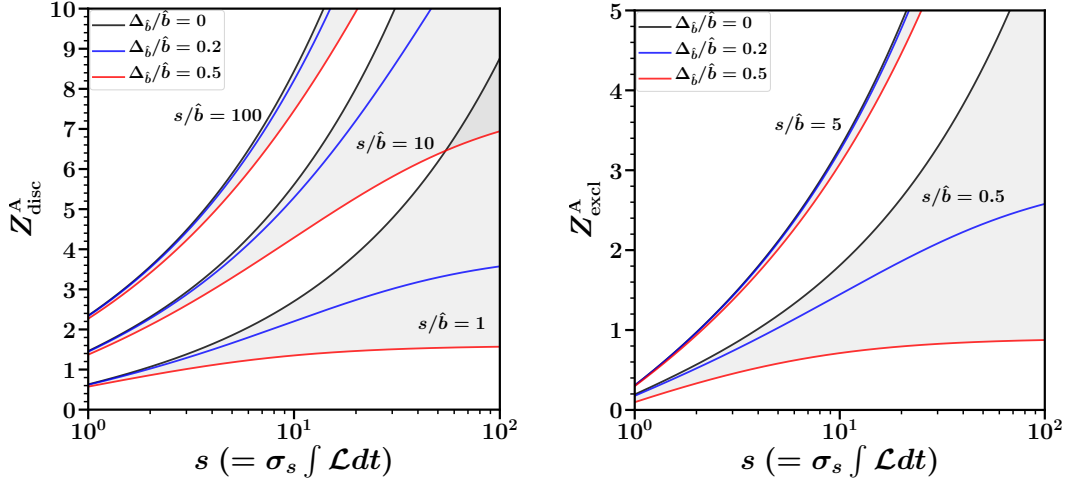 10
9
8
7
6
5
4
3
2
1
0
Z^A_disc
Δ_b̂/b̂ = 0
Δ_b̂/b̂ = 0.2
Δ_b̂/b̂ = 0.5
s/b̂ = 100
s/b̂ = 10
s/b̂ = 1
10^0 10^1 10^2
s (= σ_s ∫ ℒdt)
5
4
3
2
1
0
Z^A_excl
Δ_b̂/b̂ = 0
Δ_b̂/b̂ = 0.2
Δ_b̂/b̂ = 0.5
s/b̂ = 5
s/b̂ = 0.5
10^0 10^1 10^2
s (= σ_s ∫ ℒdt)